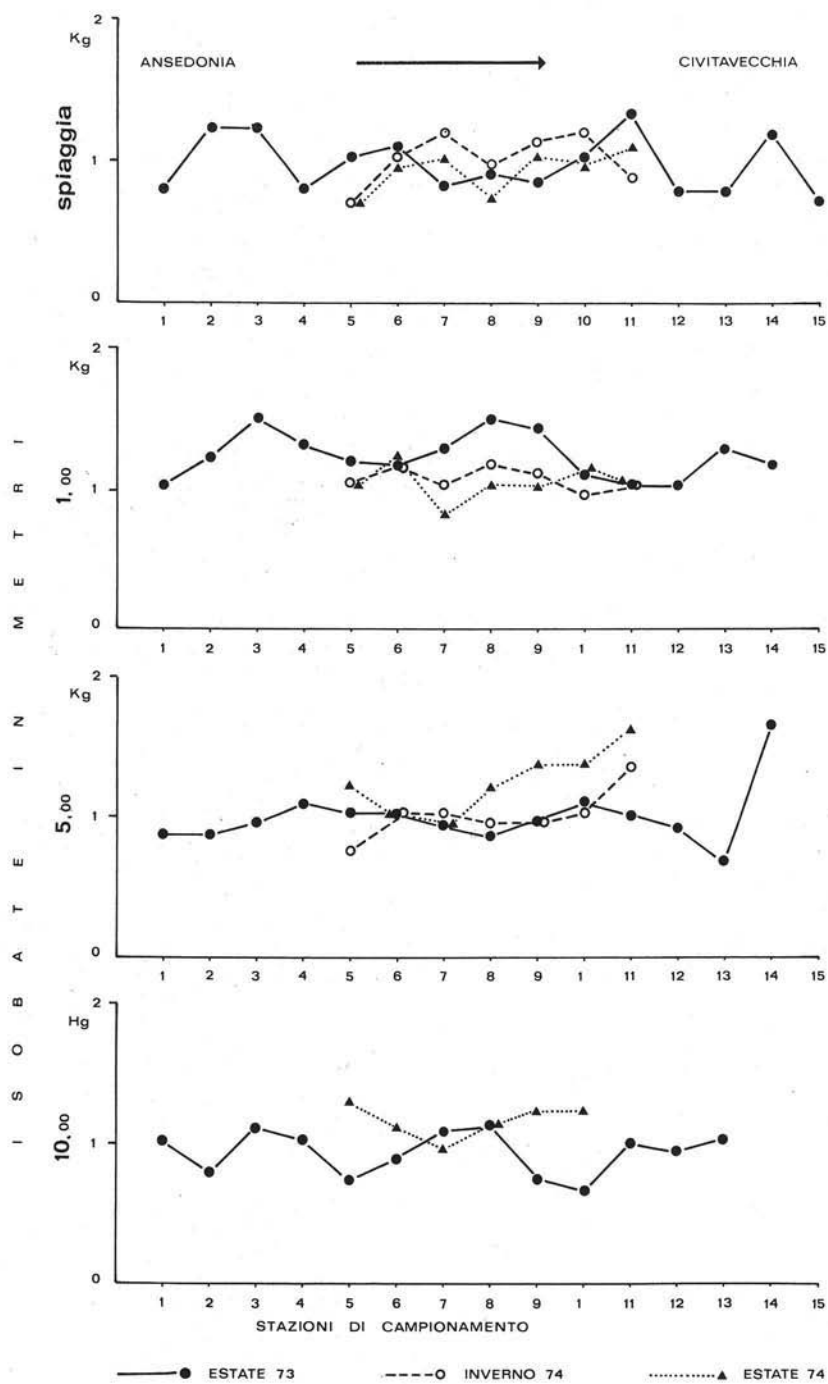 2
Kg
ANSEDONIA CIVITAVECCHIA
spiaggia
1
0
1 2 3 4 5 6 7 8 9 10 11 12 13 14 15
2
Kg
1,00
1
0
1 2 3 4 5 6 7 8 9 1 11 12 13 14 15
2
Kg
5,00
1
0
1 2 3 4 5 6 7 8 9 1 11 12 13 14 15
2
Hg
10,00
1
0
1 2 3 4 5 6 7 8 9 1 11 12 13 14 15
ISOBATE IN METRI
STAZIONI DI CAMPIONAMENTO
ESTATE 73 INVERNO 74 ESTATE 74